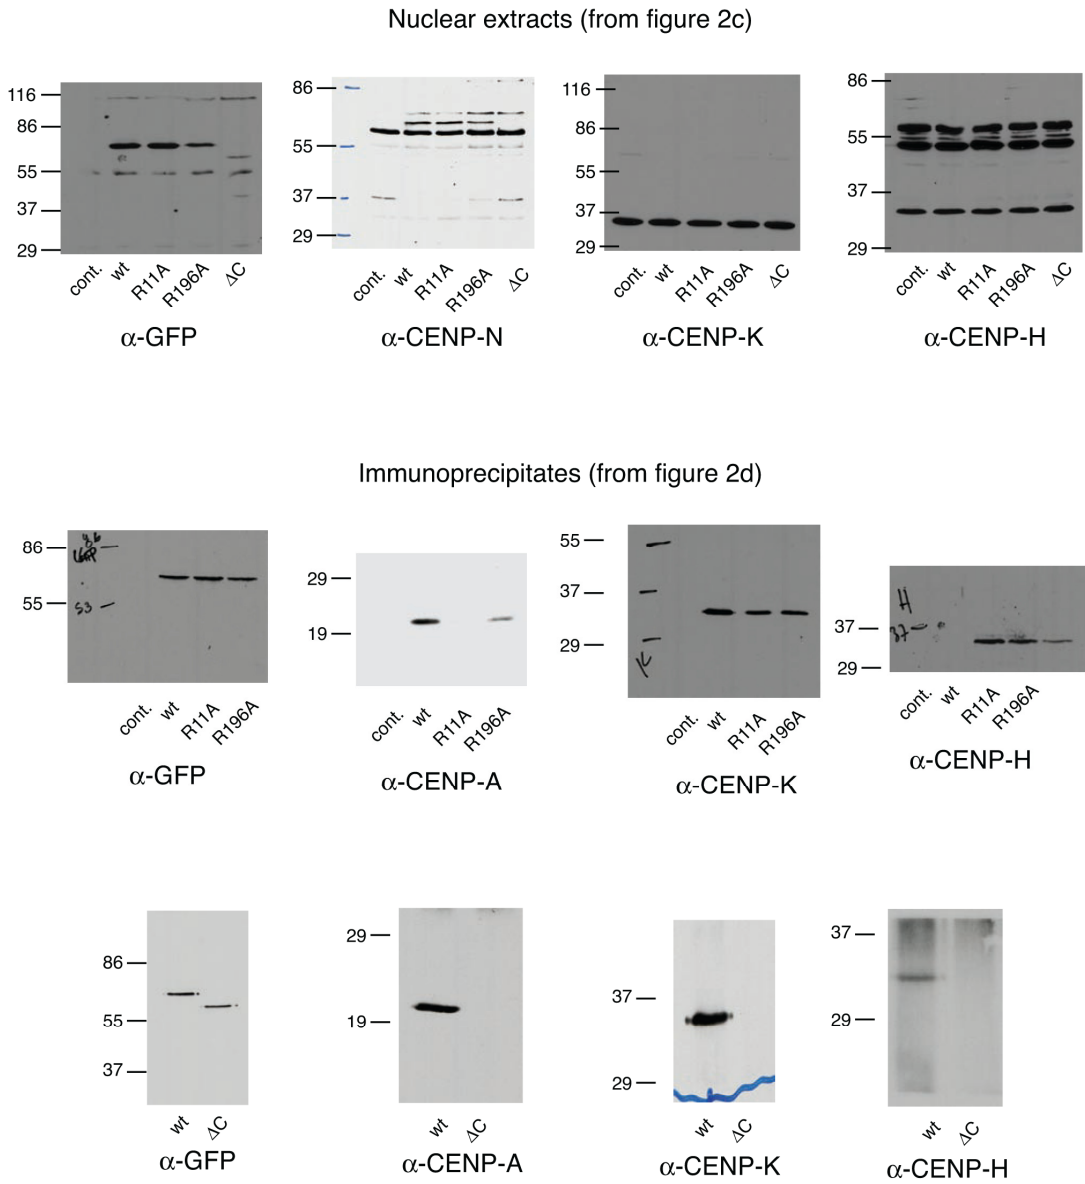 Nuclear extracts (from figure 2c)
116
86
55
37
29
cont.
wt
R11A
R196A
ΔC
α-GFP
86
55
37
29
cont.
wt
R11A
R196A
ΔC
α-CENP-N
116
86
55
37
29
cont.
wt
R11A
R196A
ΔC
α-CENP-K
86
55
37
29
cont.
wt
R11A
R196A
ΔC
α-CENP-H
Immunoprecipitates (from figure 2d)
86
55
86
53
cont.
wt
R11A
R196A
α-GFP
29
19
cont.
wt
R11A
R196A
α-CENP-A
55
37
29
K
cont.
wt
R11A
R196A
α-CENP-K
37
29
H
37
cont.
wt
R11A
R196A
α-CENP-H
86
55
37
wt
ΔC
α-GFP
29
19
wt
ΔC
α-CENP-A
37
29
wt
ΔC
α-CENP-K
37
29
wt
ΔC
α-CENP-H